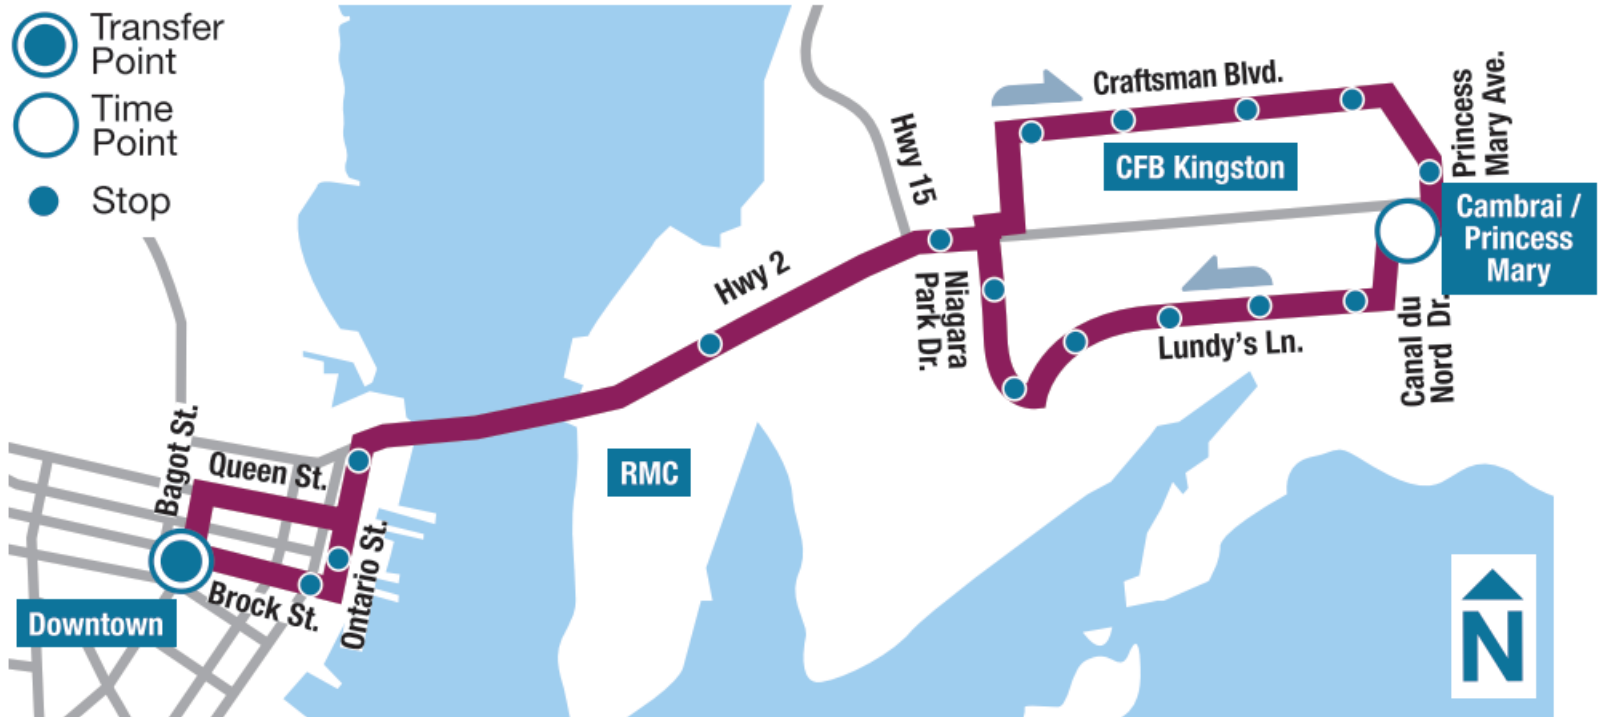 Transfer
Point
Time
Point
Stop
Craftsman Blvd.
Princess
Mary Ave.
Hwy 15
CFB Kingston
Cambrai /
Princess
Mary
Hwy 2
Niagara
Park Dr.
Lundy's Ln.
Canal du
Nord Dr.
Bagot St.
Queen St.
RMC
Ontario St.
Brock St.
Downtown
N